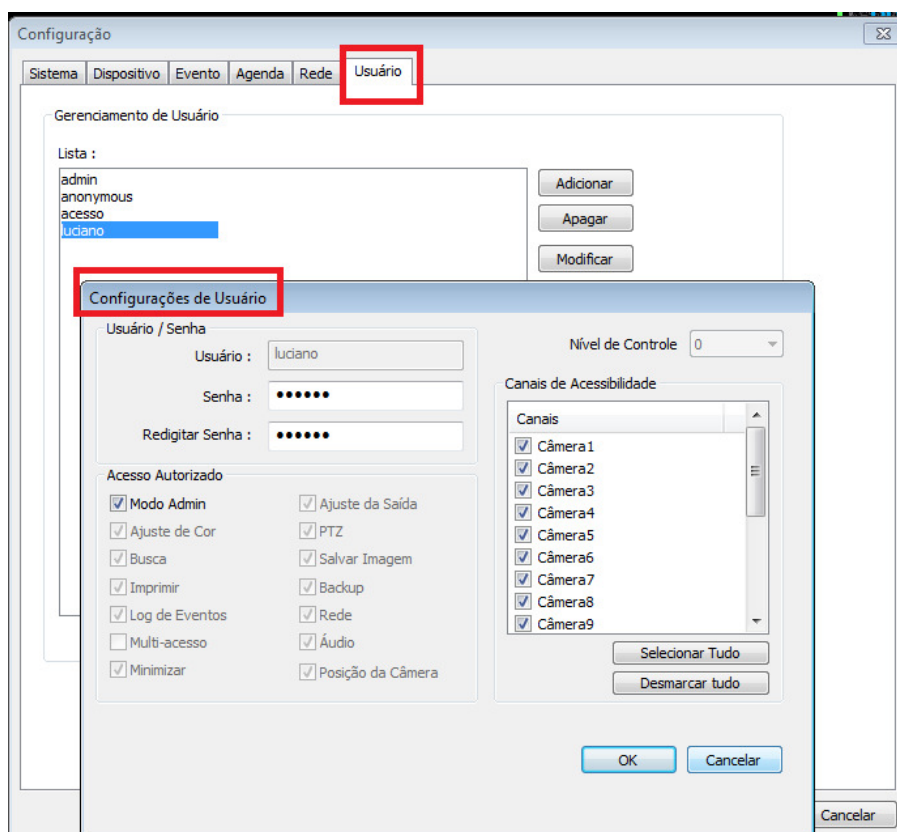 Configuração
Sistema Dispositivo Evento Agenda Rede Usuário
Gerenciamento de Usuário
Lista :
admin
anonymous
acesso
luciano
Adicionar
Apagar
Modificar
Configurações de Usuário
Usuário / Senha
Usuário : luciano
Senha : ••••••
Redigitar Senha : ••••••
Nível de Controle 0
Canais de Acessibilidade
Canais
Câmera1
Câmera2
Câmera3
Câmera4
Câmera5
Câmera6
Câmera7
Câmera8
Câmera9
Selecionar Tudo
Desmarcar tudo
Acesso Autorizado
Modo Admin Ajuste da Saída
Ajuste de Cor PTZ
Busca Salvar Imagem
Imprimir Backup
Log de Eventos Rede
Multi-acesso Áudio
Minimizar Posição da Câmera
OK Cancelar
Cancelar